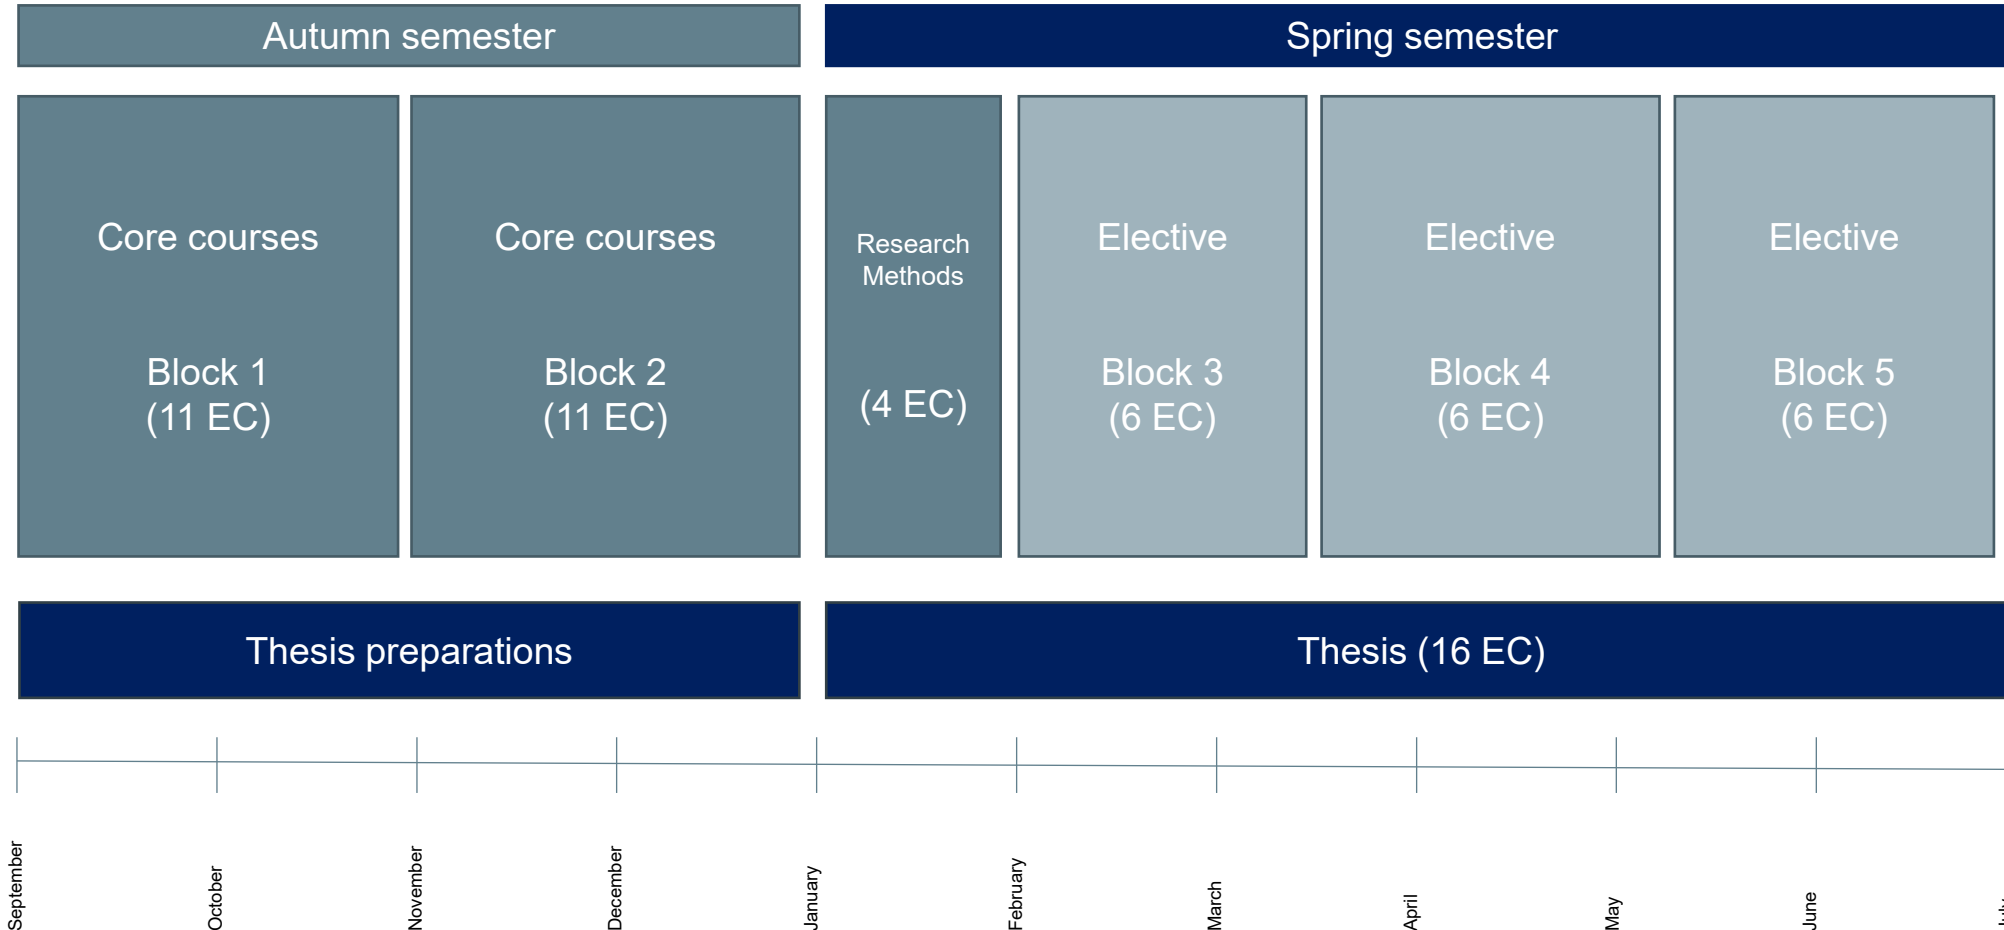 Autumn semester
Spring semester
Core courses
Block 1
(11 EC)
Core courses
Block 2
(11 EC)
Research
Methods
(4 EC)
Elective
Block 3
(6 EC)
Elective
Block 4
(6 EC)
Elective
Block 5
(6 EC)
Thesis preparations
Thesis (16 EC)
September
October
November
December
January
February
March
April
May
June